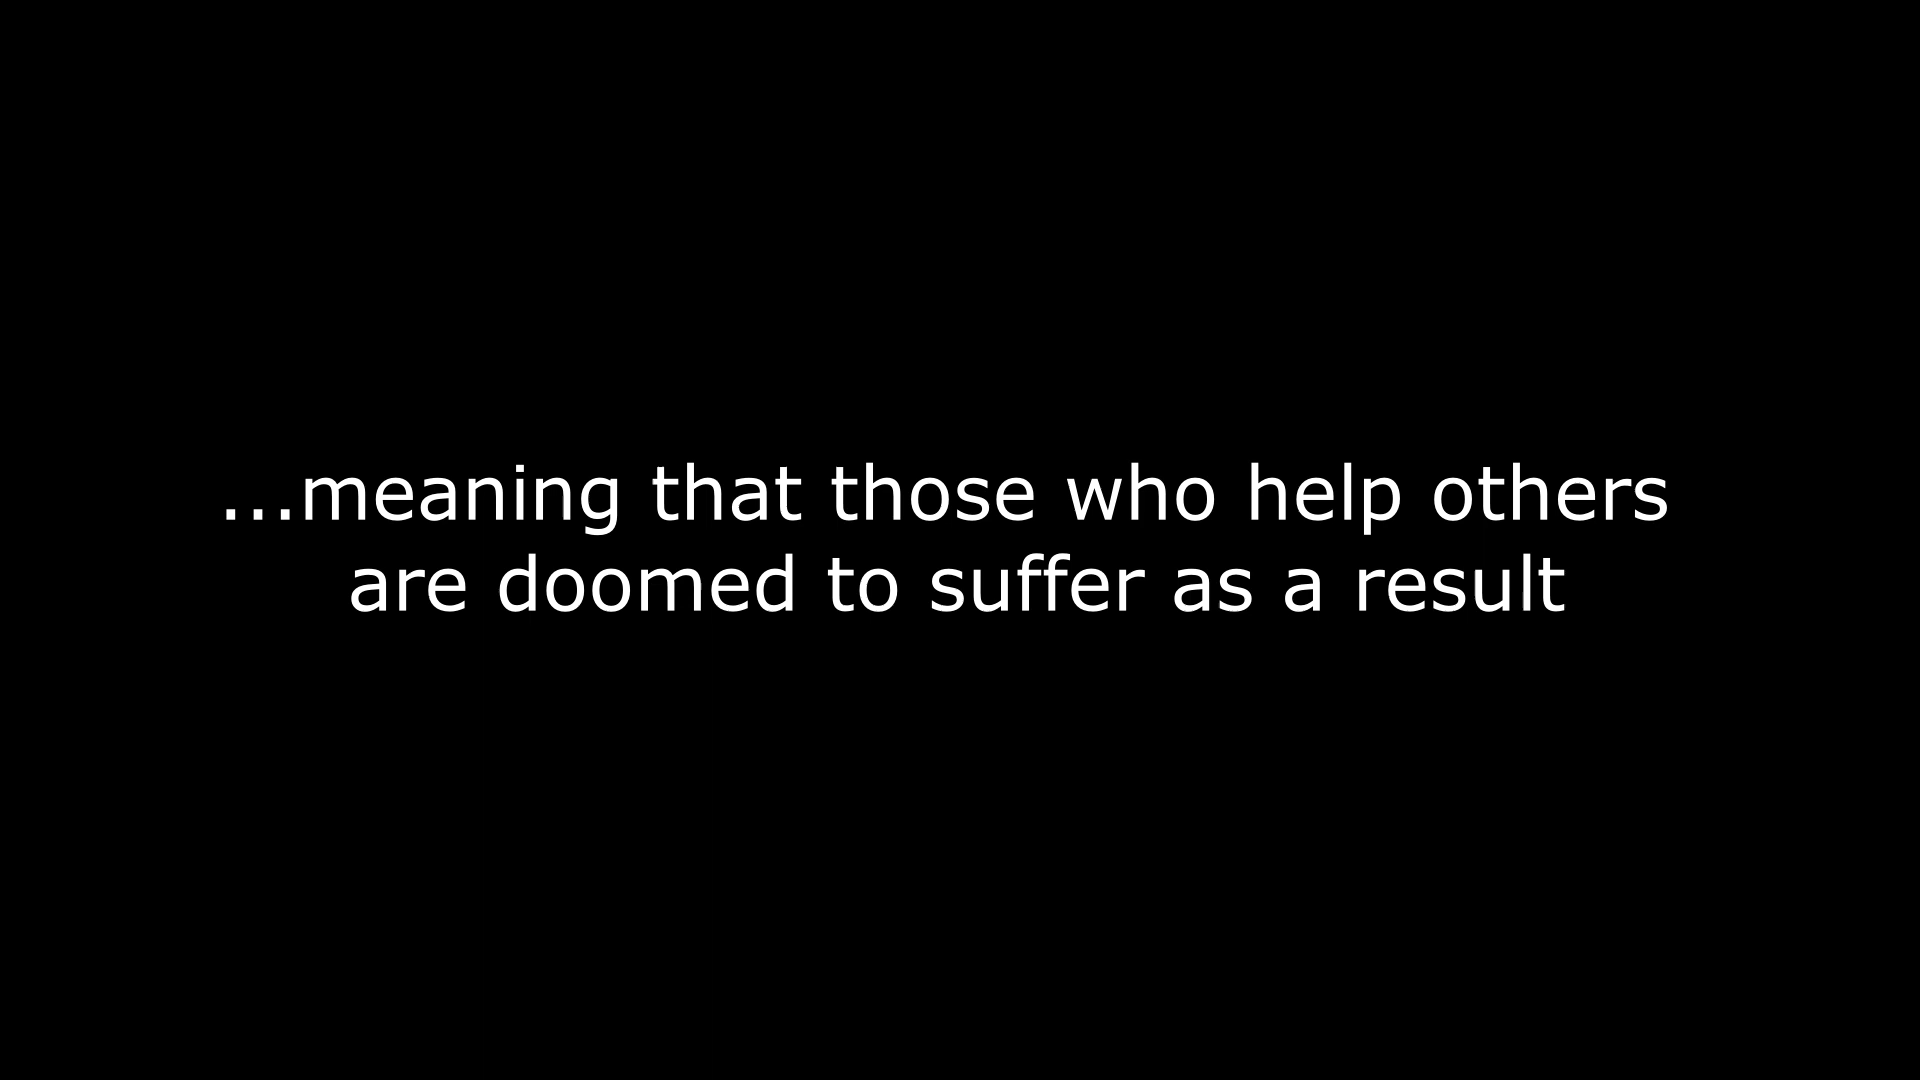 ...meaning that those who help others
are doomed to suffer as a result